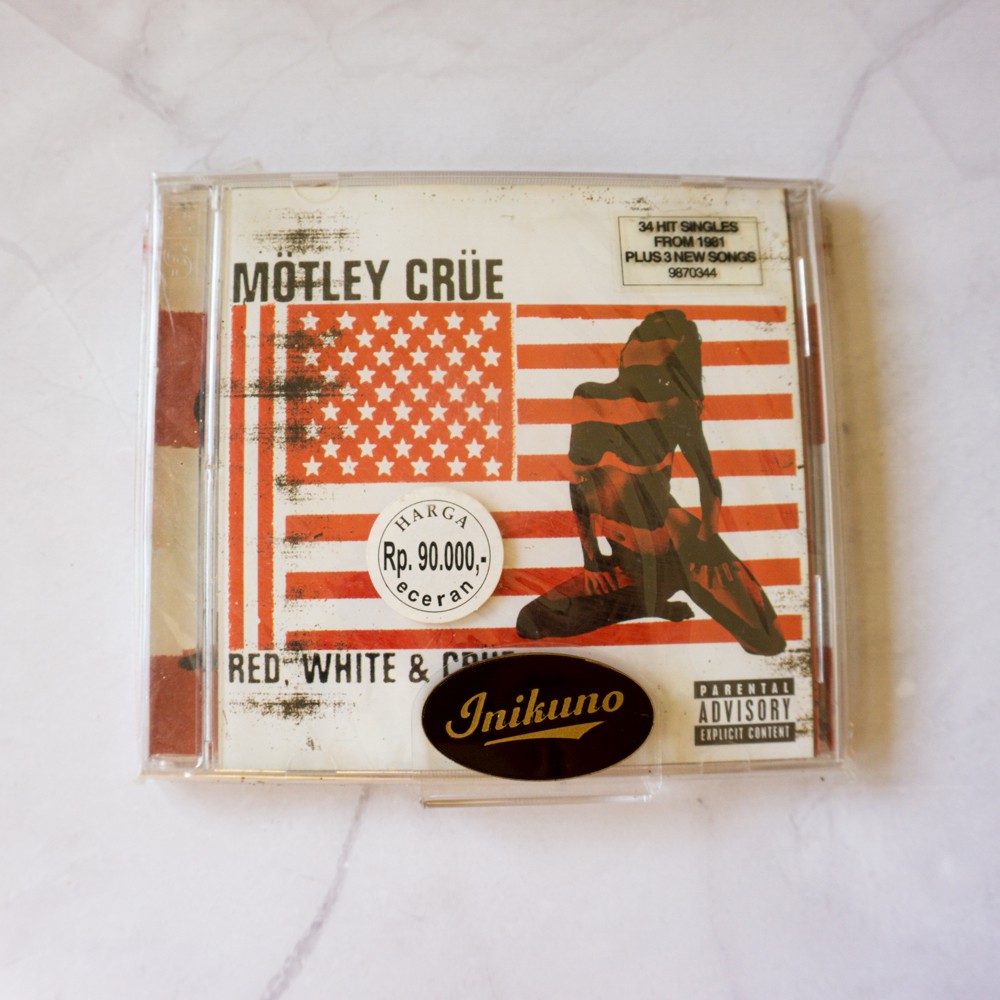 34 HIT SINGLES
FROM 1981
PLUS 3 NEW SONGS
9870344
MÖTLEY CRÜE
HARGA
Rp. 90.000,-
eceran
RED, WHITE & CRÜE
Inikuno
PARENTAL
ADVISORY
EXPLICIT CONTENT